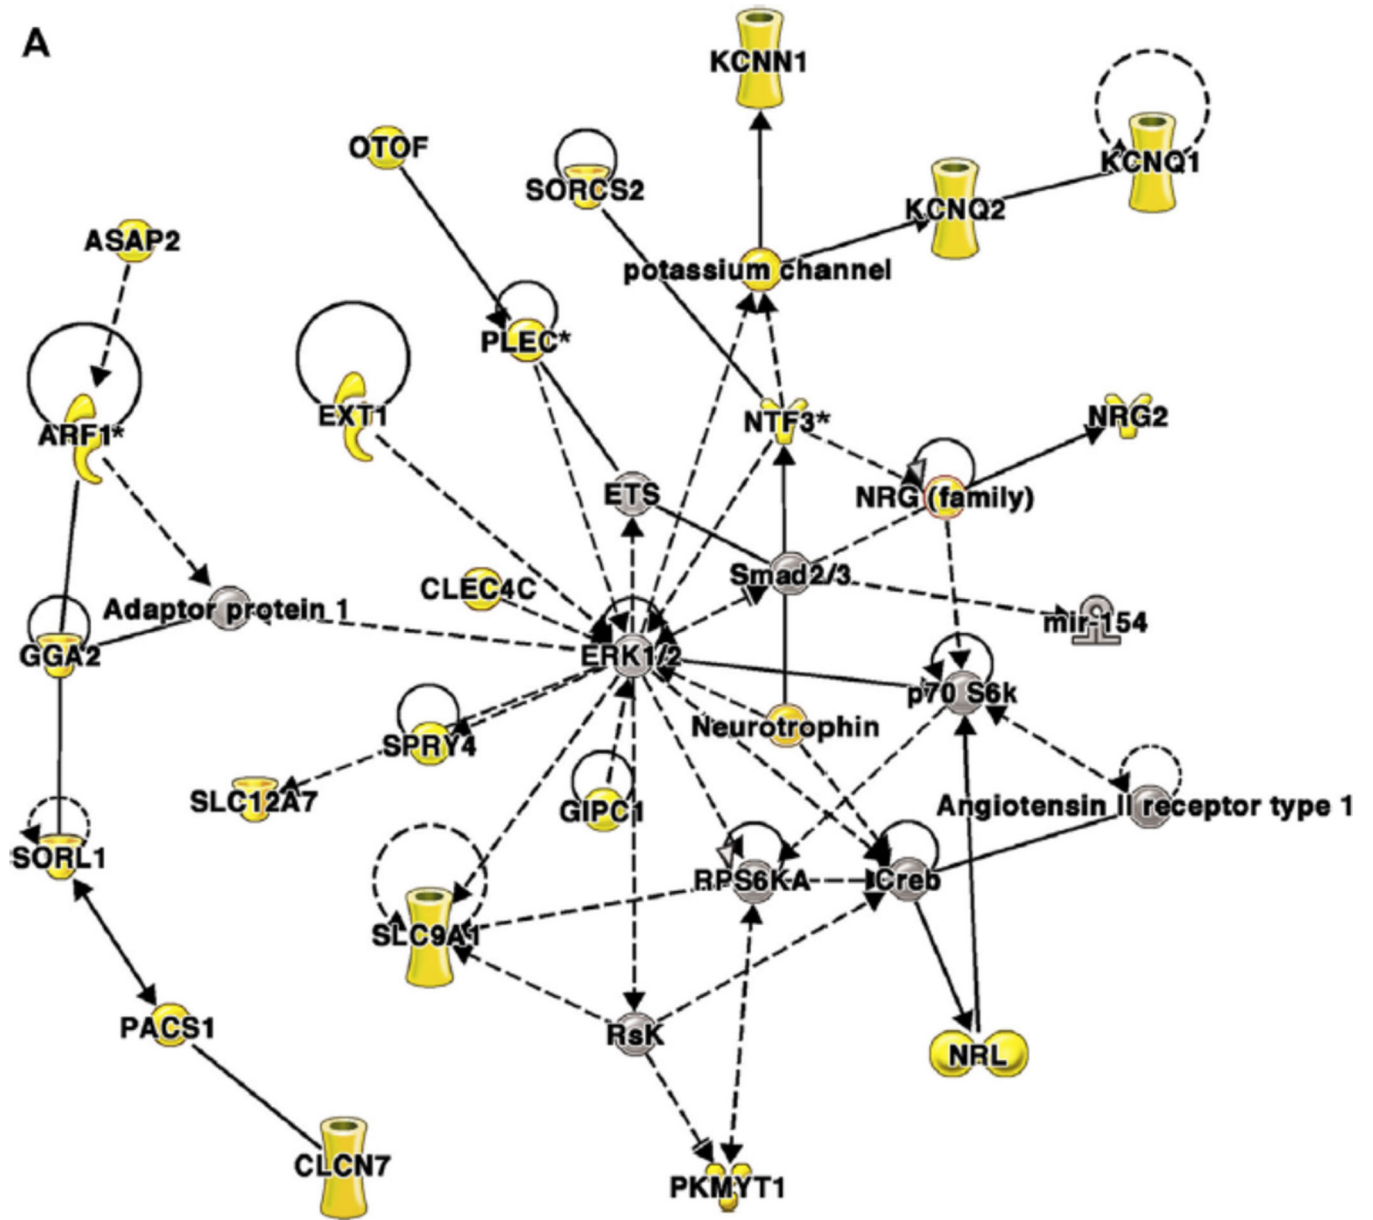 A
KCNN1
OTOF
KCNQ1
SORCS2
KCNQ2
ASAP2
potassium channel
PLEC*
EXT1
NTF3*
NRG2
ARF1*
ETS
NRG (family)
Smad2/3
CLEC4C
Adaptor protein 1
mir-154
GGA2
ERK1/2
p70 S6k
Neurotrophin
SPRY4
SLC12A7
GIPC1
Angiotensin II receptor type 1
SORL1
RPS6KA
Creb
SLC9A1
PACS1
RsK
NRL
CLCN7
PKMYT1